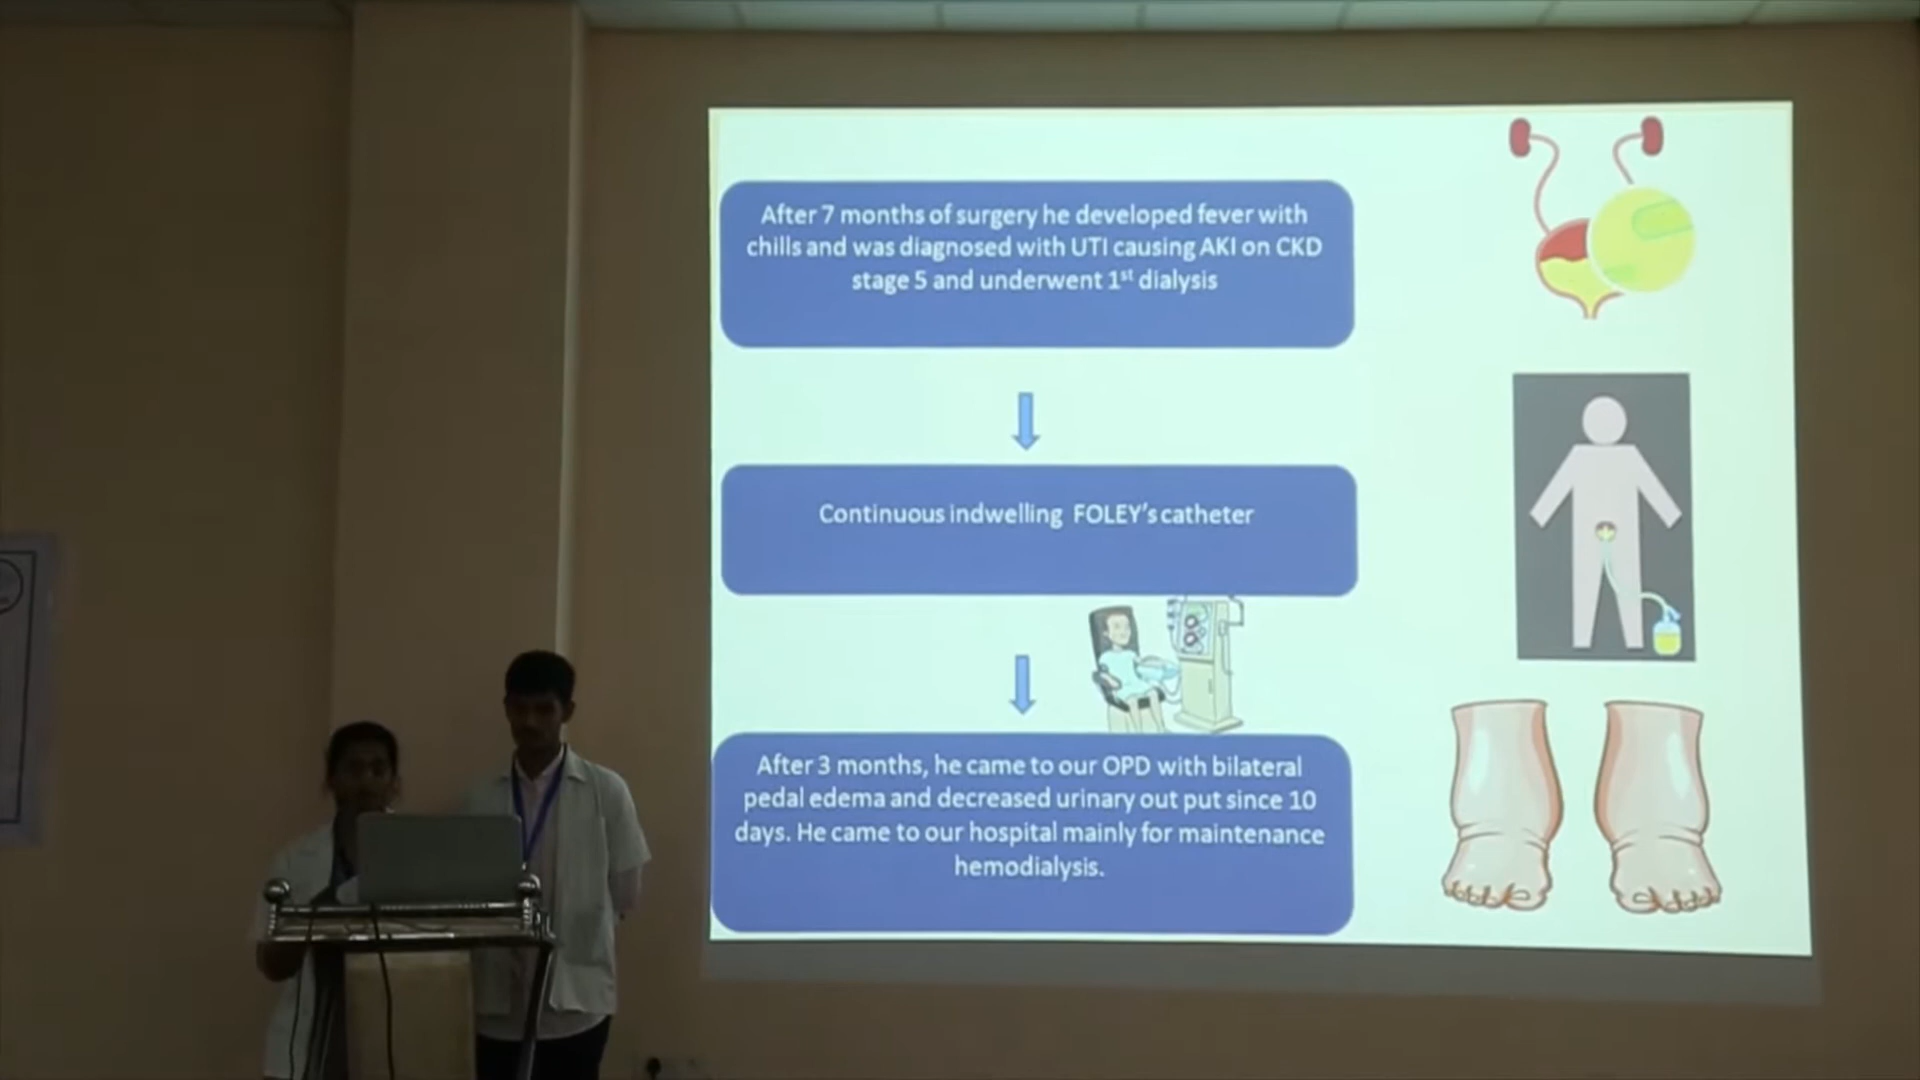 After 7 months of surgery he developed fever with
chills and was diagnosed with UTI causing AKI on CKD
stage 5 and underwent 1st dialysis
Continuous indwelling FOLEY's catheter
After 3 months, he came to our OPD with bilateral
pedal edema and decreased urinary out put since 10
days. He came to our hospital mainly for maintenance
hemodialysis.